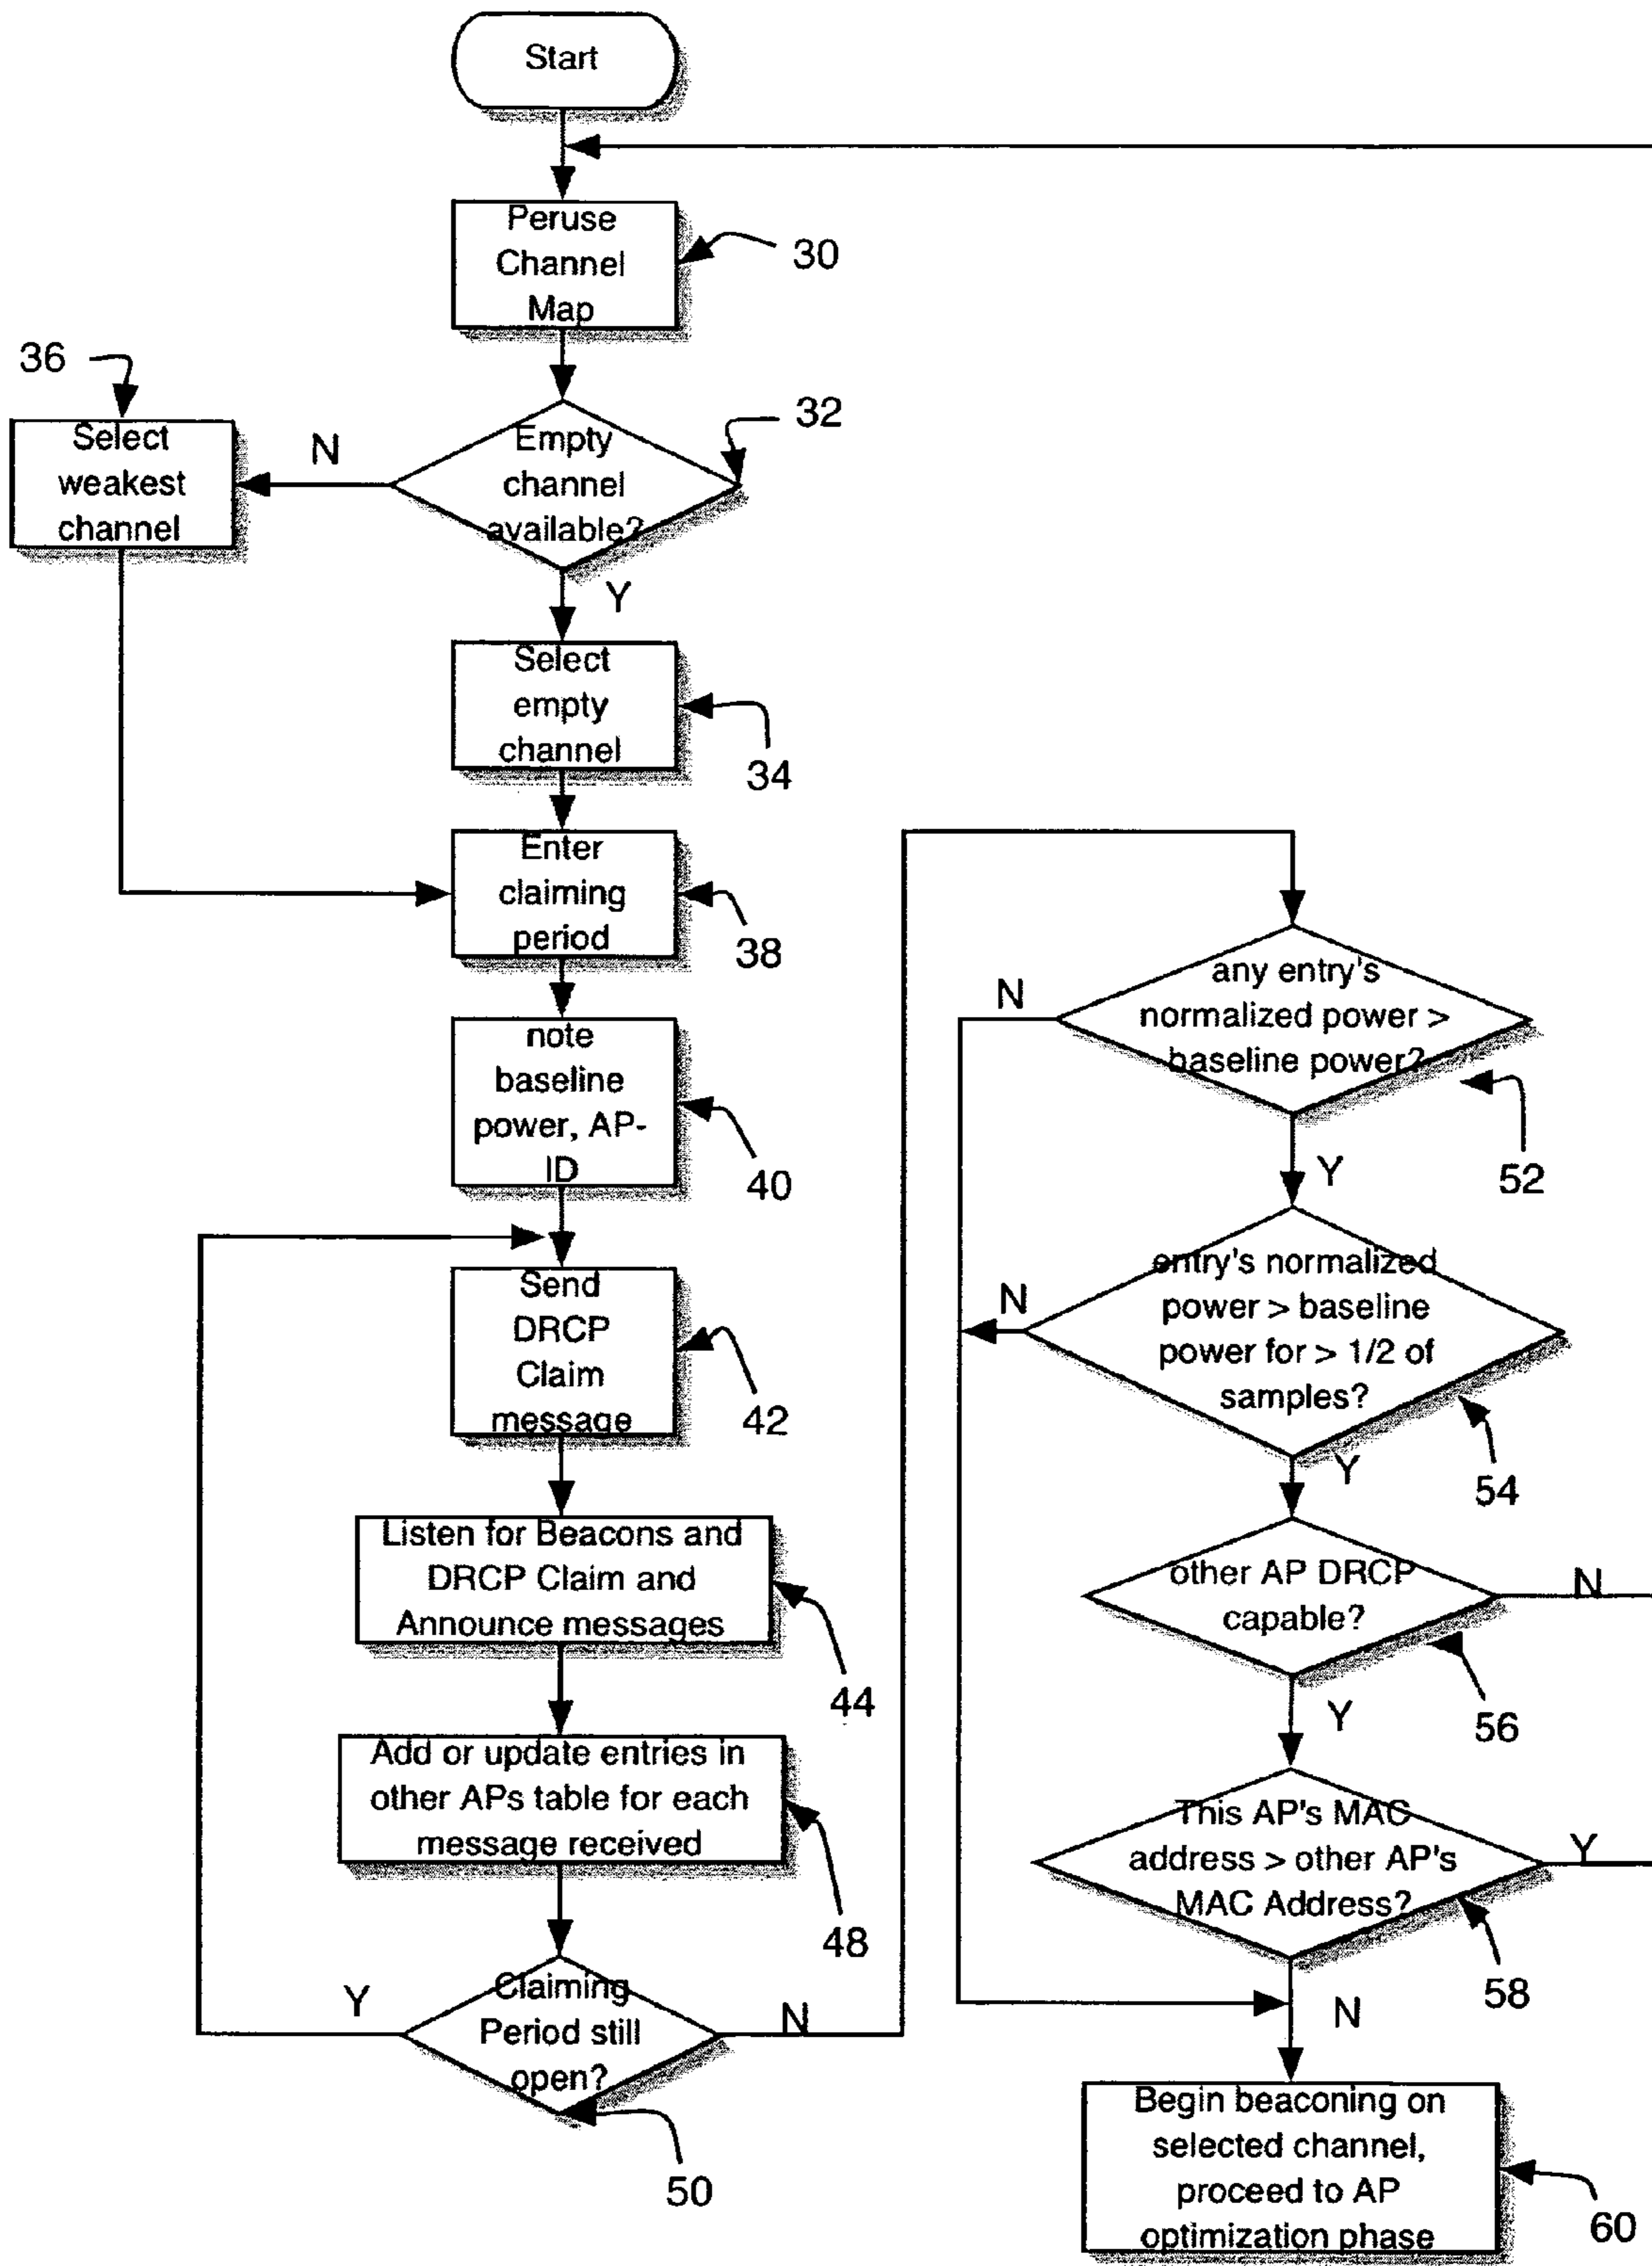 Start
Peruse
Channel
Map
30
36
Select
weakest
channel
N
Empty
channel
available?
32
Y
Select
empty
channel
34
Enter
claiming
period
38
note
baseline
power, AP-
ID
40
Send
DRCP
Claim
message
42
Listen for Beacons and
DRCP Claim and
Announce messages
44
Add or update entries in
other APs table for each
message received
48
Y
Claiming
Period still
open?
N
50
N
any entry's
normalized power >
baseline power?
52
Y
N
entry's normalized
power > baseline
power for > 1/2 of
samples?
54
Y
other AP DRCP
capable?
N
56
Y
This AP's MAC
address > other AP's
MAC Address?
Y
58
N
Begin beaconing on
selected channel,
proceed to AP
optimization phase
60